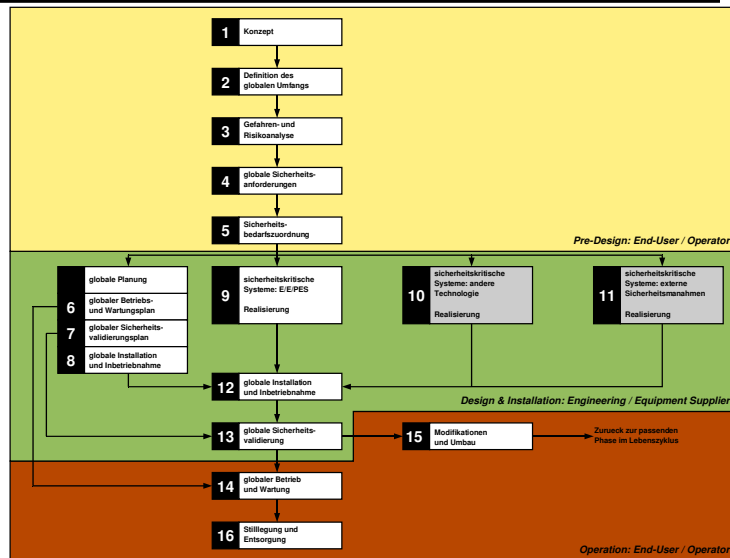 1 Konzept
2 Definition des
globalen Umfangs
3 Gefahren- und
Risikoanalyse
4 globale Sicherheits-
anforderungen
5 Sicherheits-
bedarfszuordnung
Pre-Design: End-User / Operator
globale Planung
6 globaler Betriebs-
und Wartungsplan
7 globaler Sicherheits-
validierungsplan
8 globale Installation
und Inbetriebnahme
9 sicherheitskritische
Systeme: E/E/PES
Realisierung
10 sicherheitskritische
Systeme: andere
Technologie
Realisierung
11 sicherheitskritische
Systeme: externe
Sicherheitsmanahmen
Realisierung
12 globale Installation
und Inbetriebnahme
Design & Installation: Engineering / Equipment Supplier
13 globale Sicherheits-
validierung
15 Modifikationen
und Umbau
Zurueck zur passenden
Phase im Lebenszyklus
14 globaler Betrieb
und Wartung
16 Stilllegung und
Entsorgung
Operation: End-User / Operator